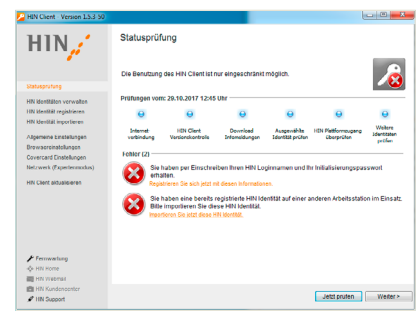 HIN Client Version 1.5.3-50
HIN
Statusprüfung
Die Benutzung des HIN Client ist nur eingeschränkt möglich.
Statusprüfung
HIN Identitäten verwalten
HIN Identität registrieren
HIN Identität importieren
Allgemeine Einstellungen
Browsereinstellungen
Covercard Einstellungen
Netzwerk (Expertenmodus)
HIN Client aktualisieren
Prüfungen vom: 29.10.2017 12:45 Uhr
Internet verbindung
HIN Client Versionskontrolle
Download Infomeldungen
Ausgewählte Identität prüfen
HIN Plattformzugang überprüfen
Weitere Identitäten prüfen
Fehler (2)
Sie haben per Einschreiben Ihren HIN Loginnamen und Ihr Initialisierungspasswort
erhalten.
Registrieren Sie sich jetzt mit diesen Informationen.
Sie haben eine bereits registrierte HIN Identität auf einer anderen Arbeitsstation im Einsatz.
Bitte importieren Sie diese HIN Identität.
Importieren Sie jetzt diese HIN Identität.
Fernwartung
HIN Home
HIN Webmail
HIN Kundencenter
HIN Support
Jetzt prüfen
Weiter >